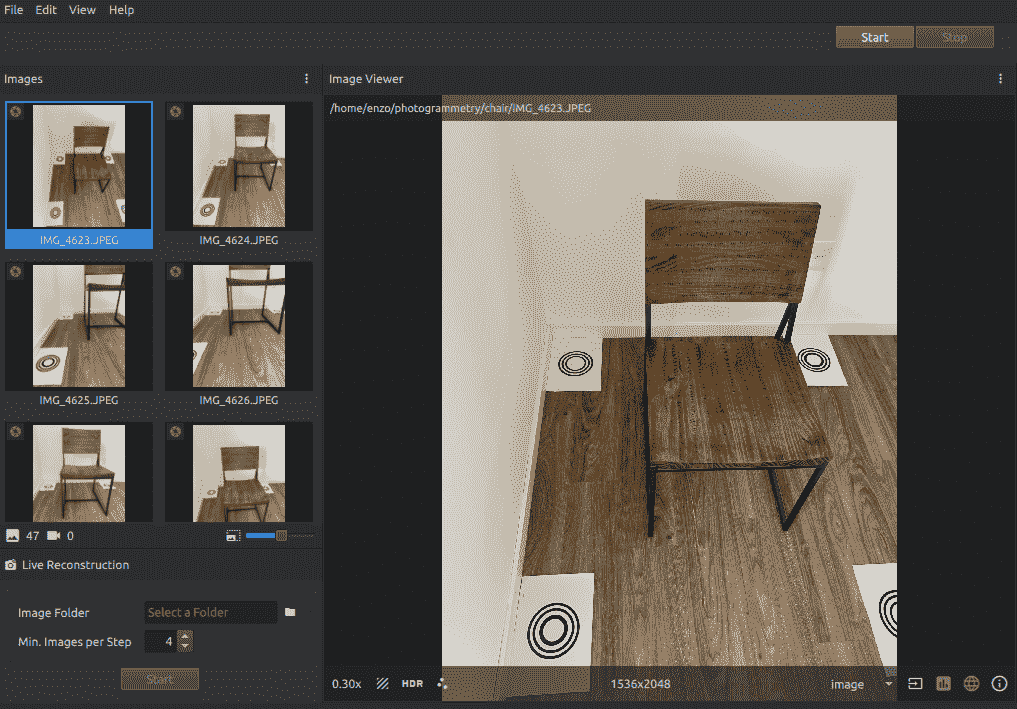 File Edit View Help
Start Stop
Images
Image Viewer
/home/enzo/photogrammetry/chair/IMG_4623.JPEG
IMG_4623.JPEG
IMG_4624.JPEG
IMG_4625.JPEG
IMG_4626.JPEG
47 0
Live Reconstruction
Image Folder Select a Folder
Min. Images per Step 4
Start
0.30x HDR 1536x2048 image